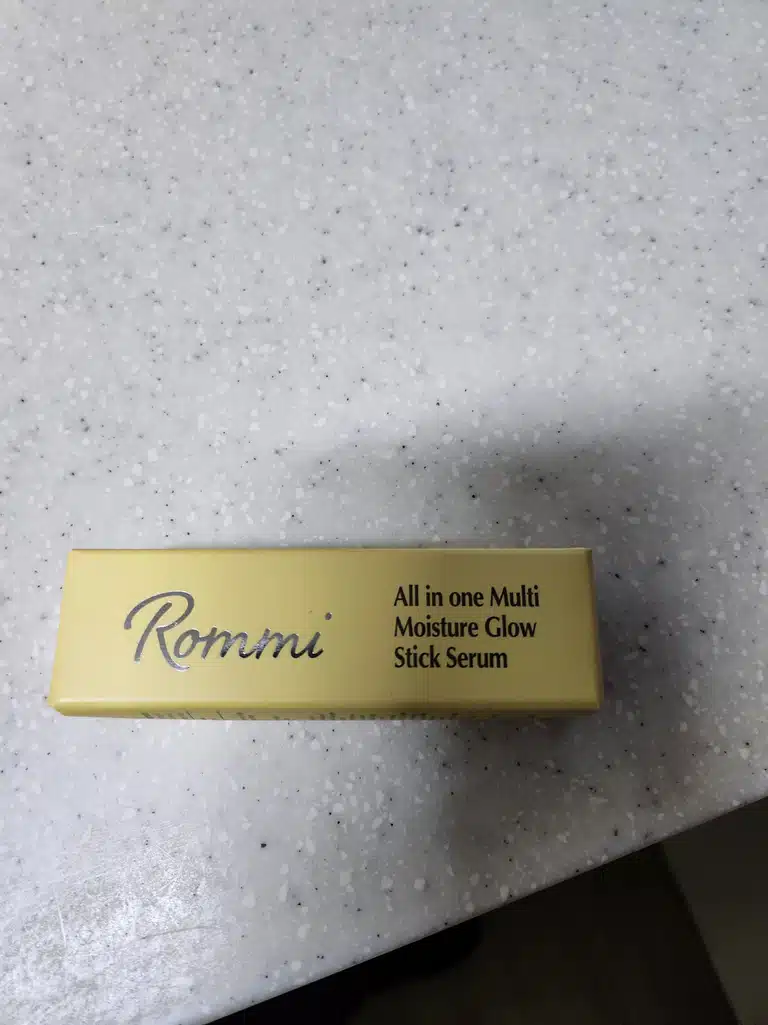 Rommi
All in one Multi
Moisture Glow
Stick Serum